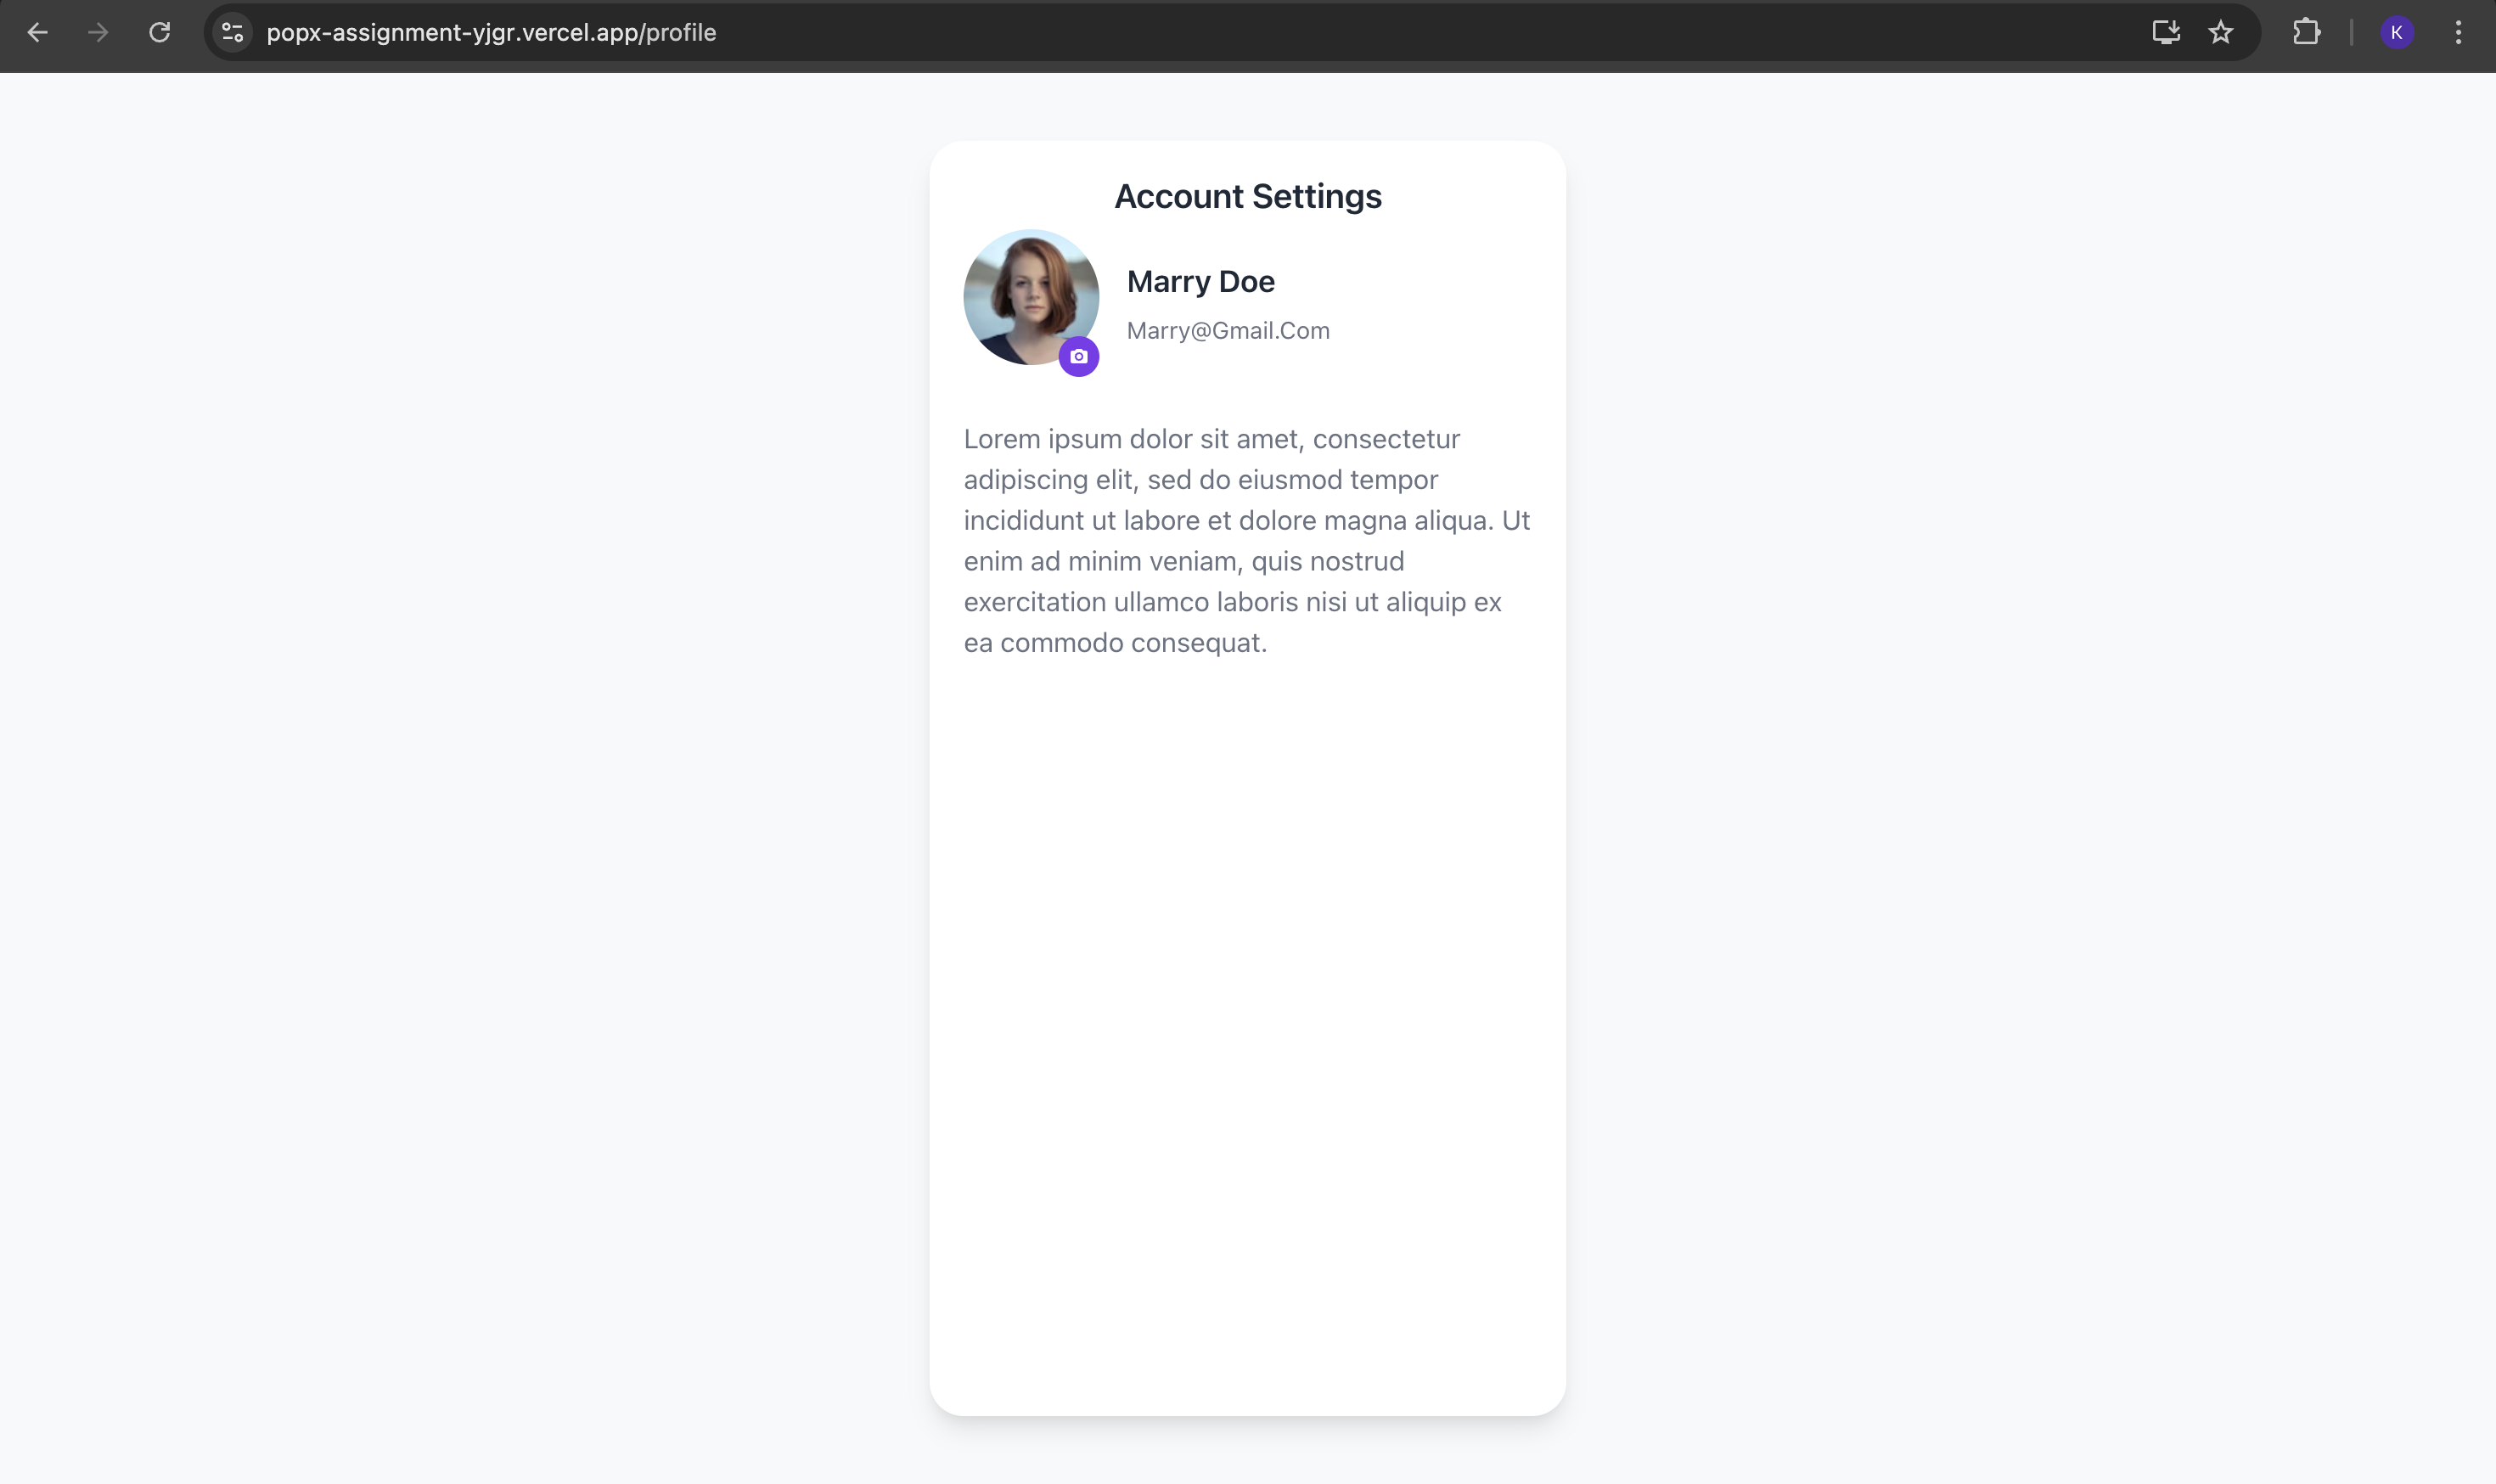 popx-assignment-yjgr.vercel.app/profile
K
Account Settings
Marry Doe
Marry@Gmail.Com
Lorem ipsum dolor sit amet, consectetur
adipiscing elit, sed do eiusmod tempor
incididunt ut labore et dolore magna aliqua. Ut
enim ad minim veniam, quis nostrud
exercitation ullamco laboris nisi ut aliquip ex
ea commodo consequat.